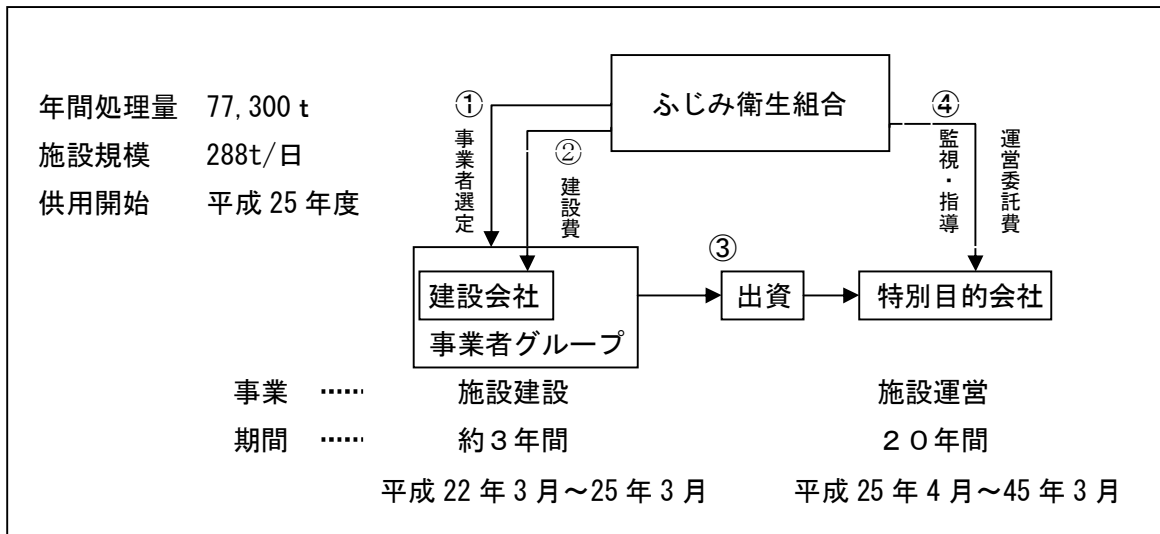 年間処理量 77,300 t
施設規模 288t/日
供用開始 平成 25 年度
ふじみ衛生組合
①
事業者選定
②
建設費
④
監視・指導
運営委託費
③
建設会社
事業者グループ
出資
特別目的会社
事業 …… 施設建設 施設運営
期間 …… 約3年間 20年間
平成 22 年 3 月～25 年 3 月 平成 25 年 4 月～45 年 3 月